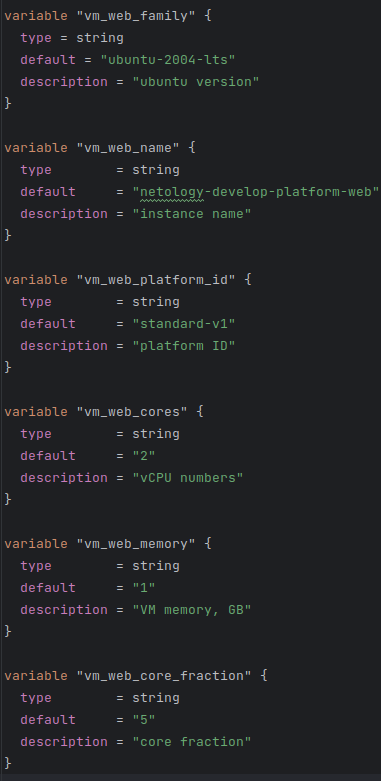 variable "vm_web_family" {
  type = string
  default = "ubuntu-2004-lts"
  description = "ubuntu version"
}

variable "vm_web_name" {
  type        = string
  default     = "netology-develop-platform-web"
  description = "instance name"
}

variable "vm_web_platform_id" {
  type        = string
  default     = "standard-v1"
  description = "platform ID"
}

variable "vm_web_cores" {
  type        = string
  default     = "2"
  description = "vCPU numbers"
}

variable "vm_web_memory" {
  type        = string
  default     = "1"
  description = "VM memory, GB"
}

variable "vm_web_core_fraction" {
  type        = string
  default     = "5"
  description = "core fraction"
}